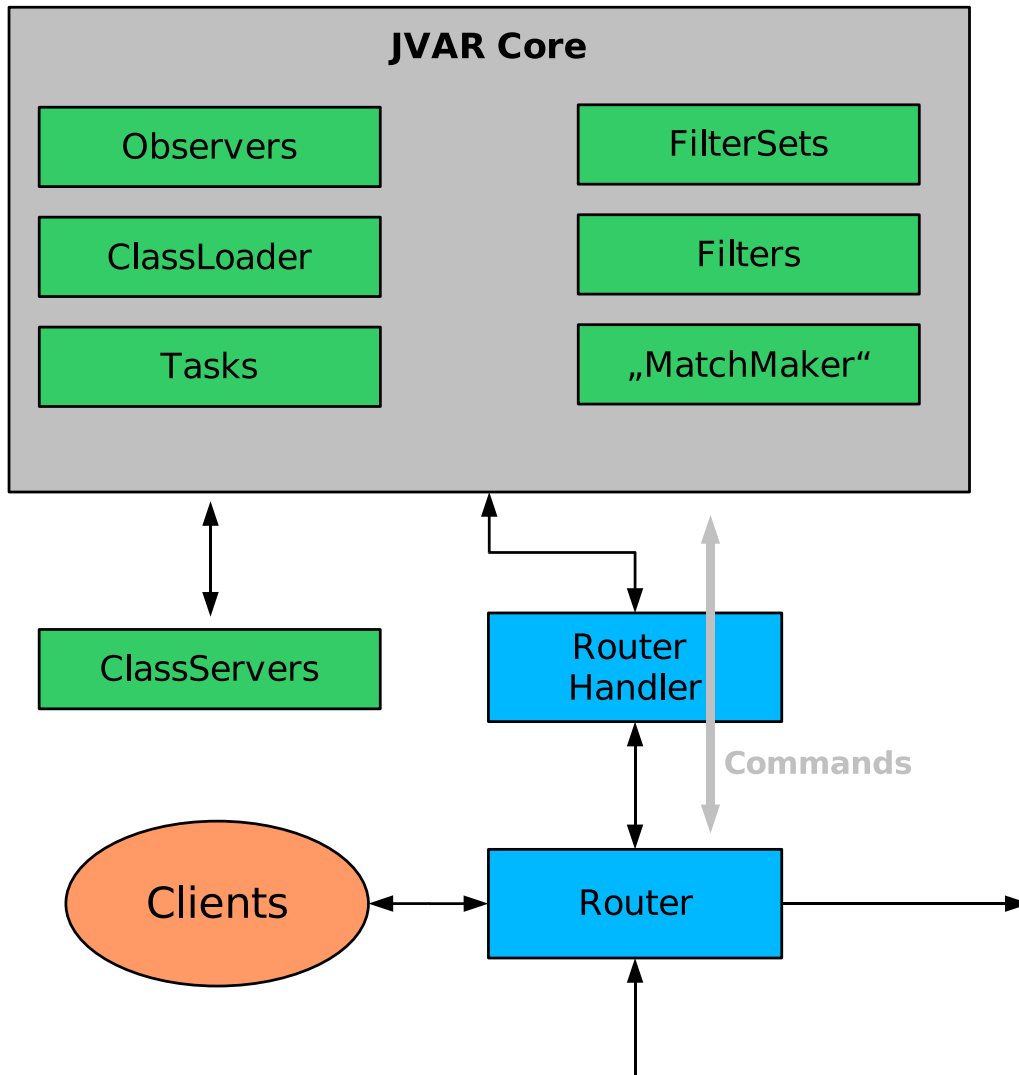 JVAR Core
Observers
FilterSets
ClassLoader
Filters
Tasks
„MatchMaker“
ClassServers
Router
Handler
Commands
Clients
Router